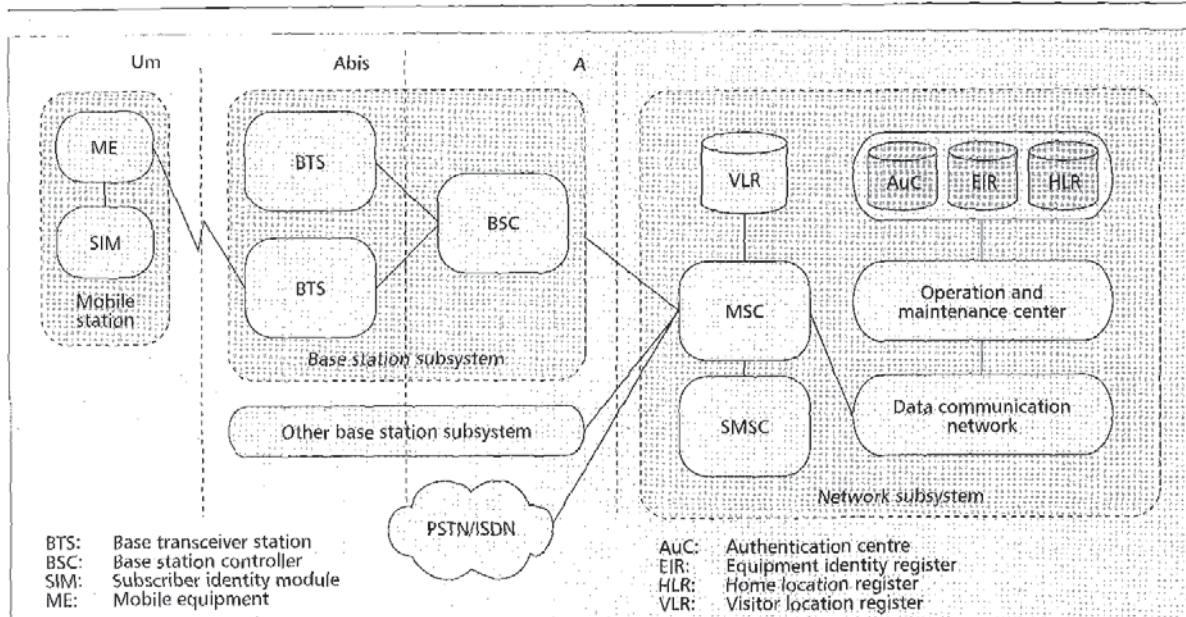 Um
Abis
A
ME
SIM
Mobile
station
BTS
BTS
BSC
Base station subsystem
Other base station subsystem
PSTN/ISDN
VLR
AuC
EIR
HLR
MSC
Operation and
maintenance center
SMSC
Data communication
network
Network subsystem
BTS: Base transceiver station
BSC: Base station controller
SIM: Subscriber identity module
ME: Mobile equipment
AuC: Authentication centre
EIR: Equipment identity register
HLR: Home location register
VLR: Visitor location register